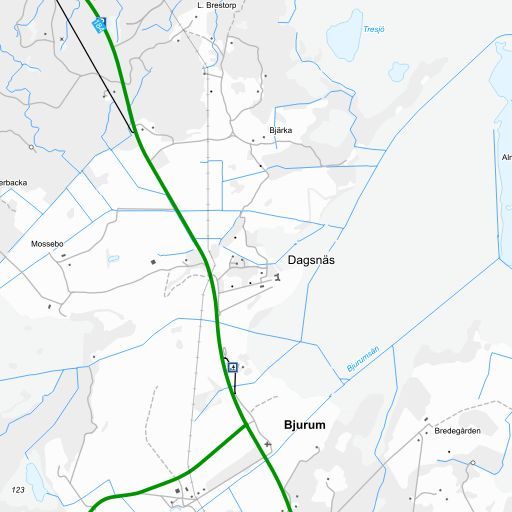 L. Brestorp
Tresjö
Bjärka
erbacka
Mossebo
Dagsnäs
Bjurumsån
Bjurum
Bredegården
123